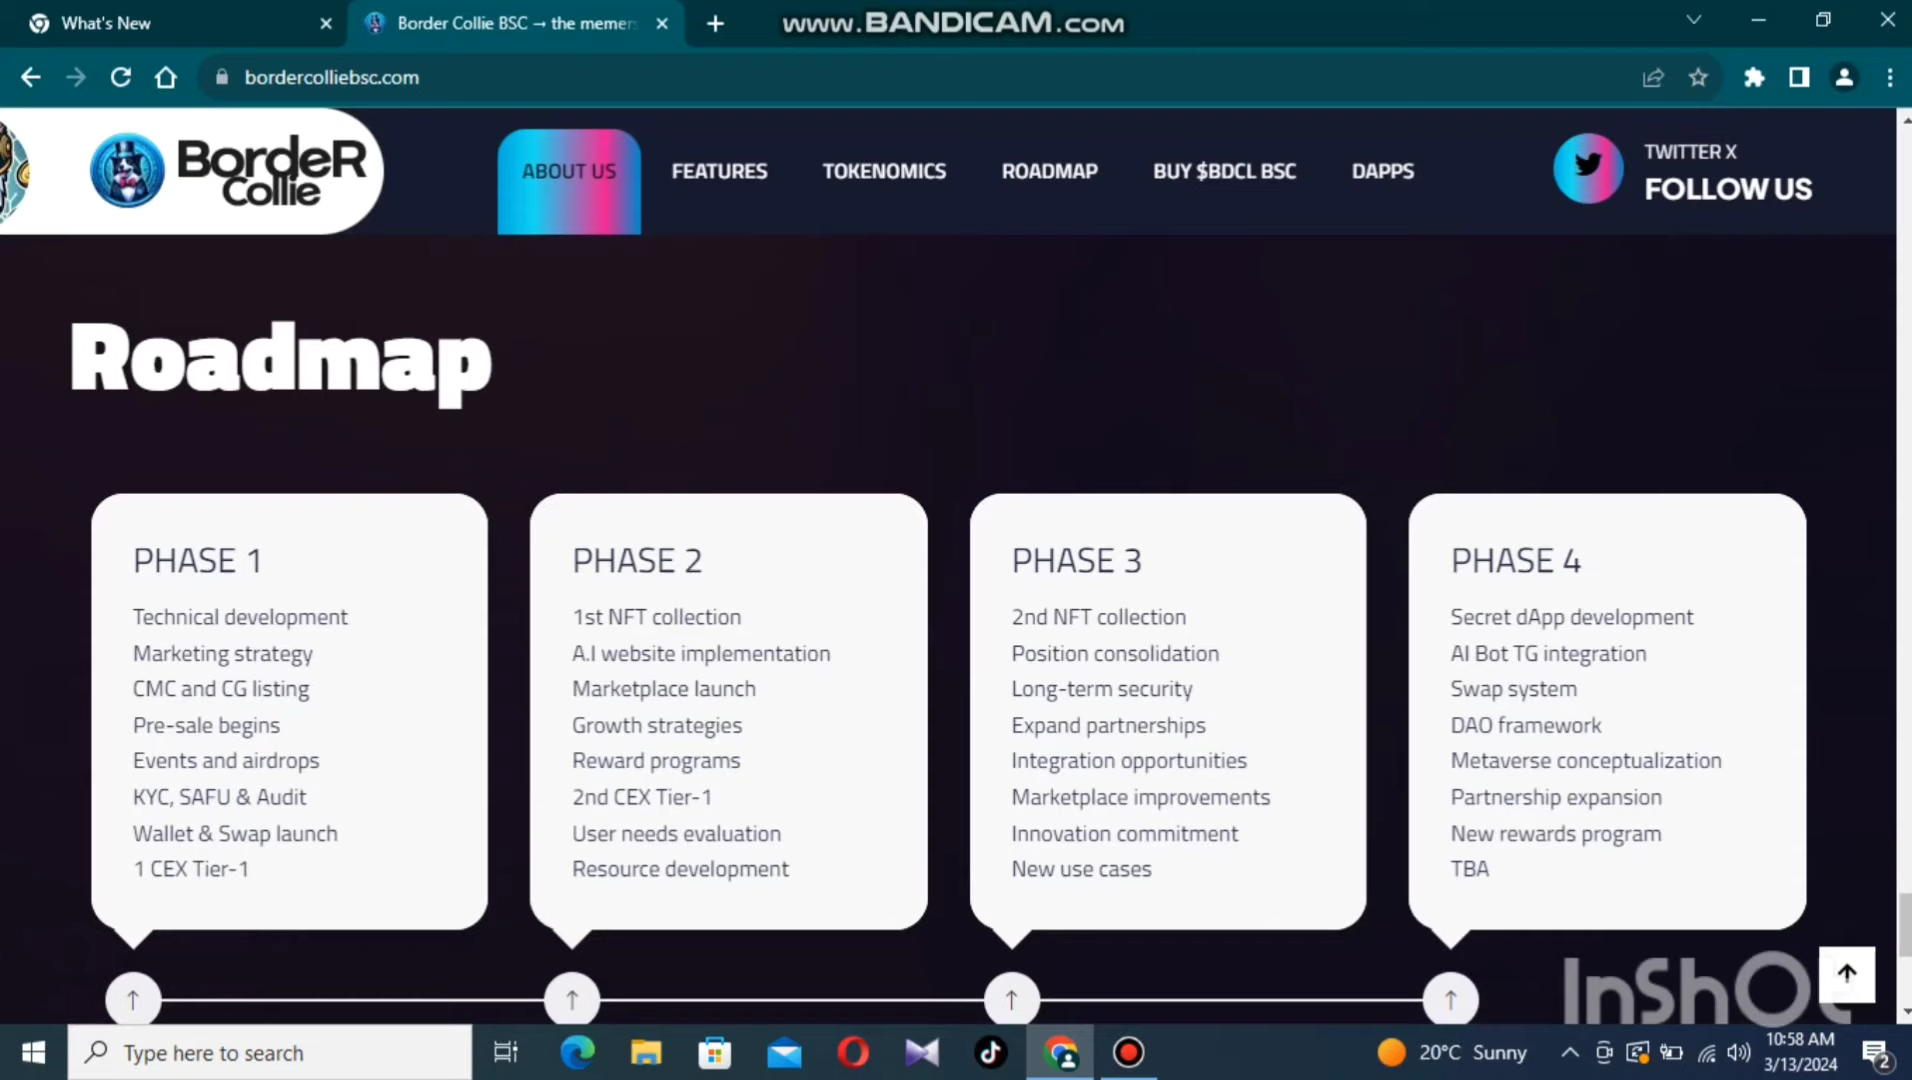 What's New
Border Collie BSC → the memers
www.BANDICAM.com
bordercolliebsc.com
BordeR
Collie
ABOUT US
FEATURES
TOKENOMICS
ROADMAP
BUY $BDCL BSC
DAPPS
TWITTER X
FOLLOW US
Roadmap
PHASE 1
Technical development
Marketing strategy
CMC and CG listing
Pre-sale begins
Events and airdrops
KYC, SAFU & Audit
Wallet & Swap launch
1 CEX Tier-1
PHASE 2
1st NFT collection
A.I website implementation
Marketplace launch
Growth strategies
Reward programs
2nd CEX Tier-1
User needs evaluation
Resource development
PHASE 3
2nd NFT collection
Position consolidation
Long-term security
Expand partnerships
Integration opportunities
Marketplace improvements
Innovation commitment
New use cases
PHASE 4
Secret dApp development
AI Bot TG integration
Swap system
DAO framework
Metaverse conceptualization
Partnership expansion
New rewards program
TBA
InShOt
Type here to search
20°C Sunny
10:58 AM
3/13/2024
2